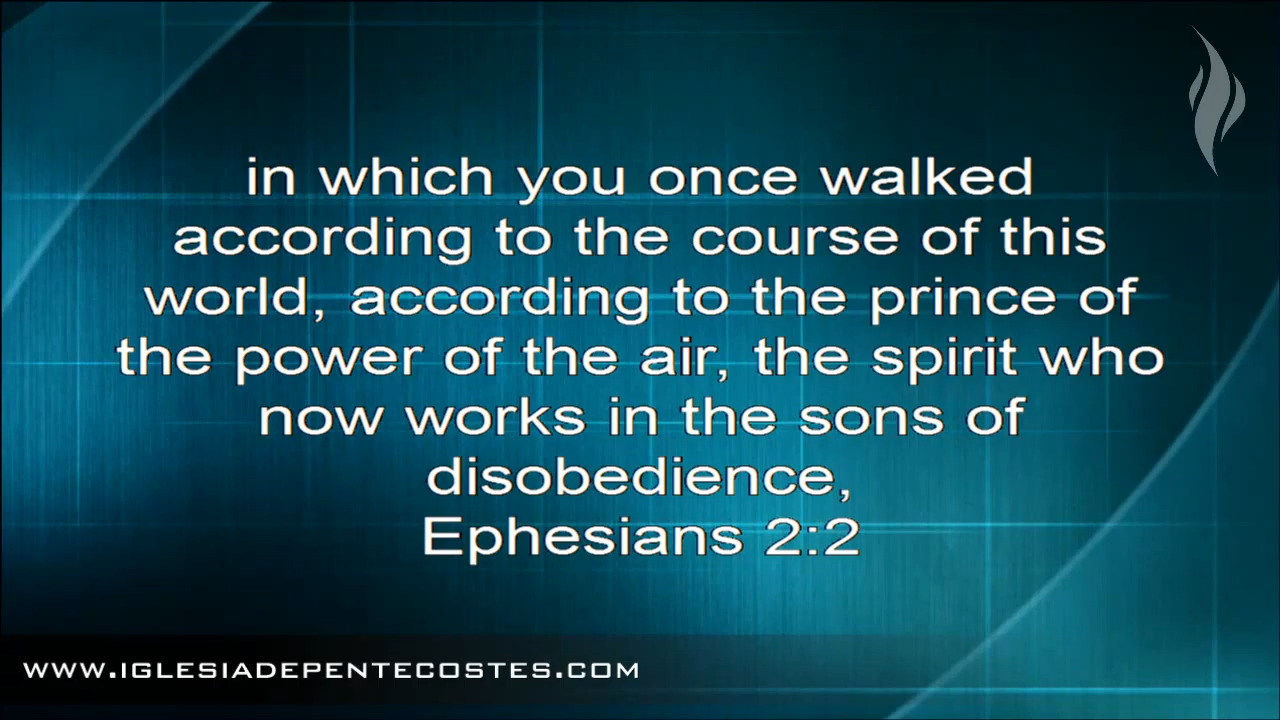 in which you once walked
according to the course of this
world, according to the prince of
the power of the air, the spirit who
now works in the sons of
disobedience,
Ephesians 2:2
WWW.IGLESIADEPENTECOSTES.COM